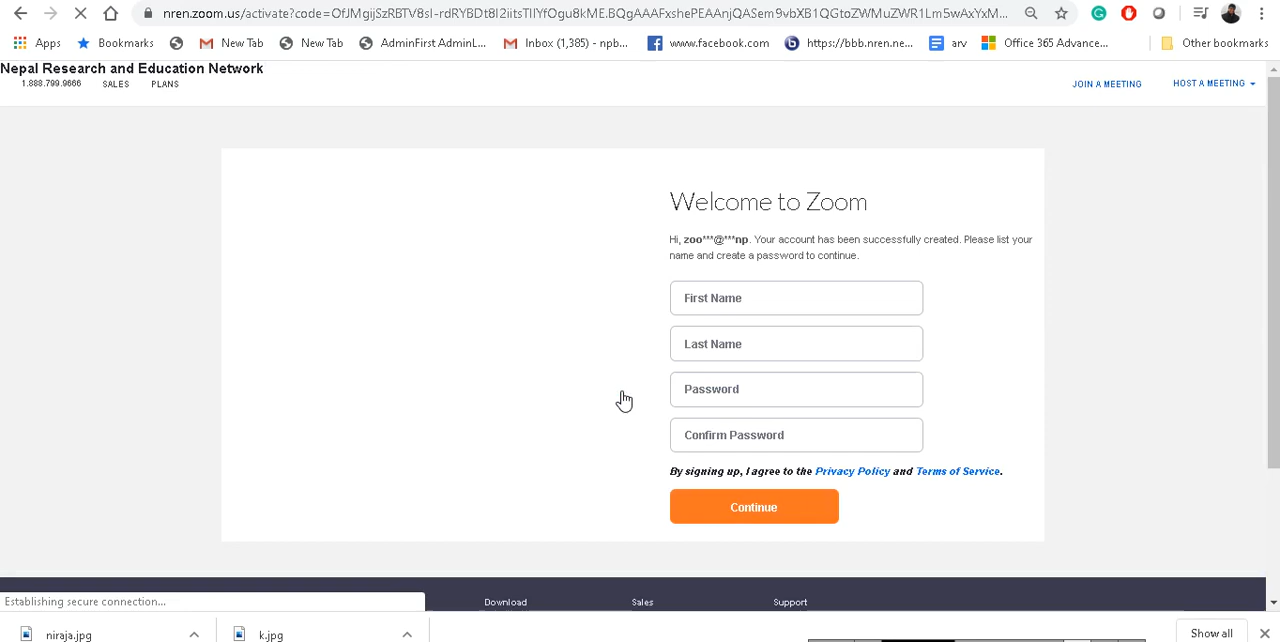 nren.zoom.us/activate?code=OfJMgijSzRBTV8sI-rdRYBDt8I2iitsTIIYfOgu8kME.BQgAAAFxshePEAAnjQASem9vbXB1QGtoZWMuZWR1Lm5wAxYxM...
Apps
Bookmarks
New Tab
New Tab
AdminFirst AdminL...
Inbox (1,385) - npb...
www.facebook.com
https://bbb.nren.ne...
arv
Office 365 Advance...
Other bookmarks
Nepal Research and Education Network
1.888.799.9666 SALES PLANS
JOIN A MEETING HOST A MEETING
Welcome to Zoom
Hi, zoo***@***np. Your account has been successfully created. Please list your
name and create a password to continue.
First Name
Last Name
Password
Confirm Password
By signing up, I agree to the Privacy Policy and Terms of Service.
Continue
Establishing secure connection...
Download
Sales
Support
niraja.jpg
k.jpg
Show all